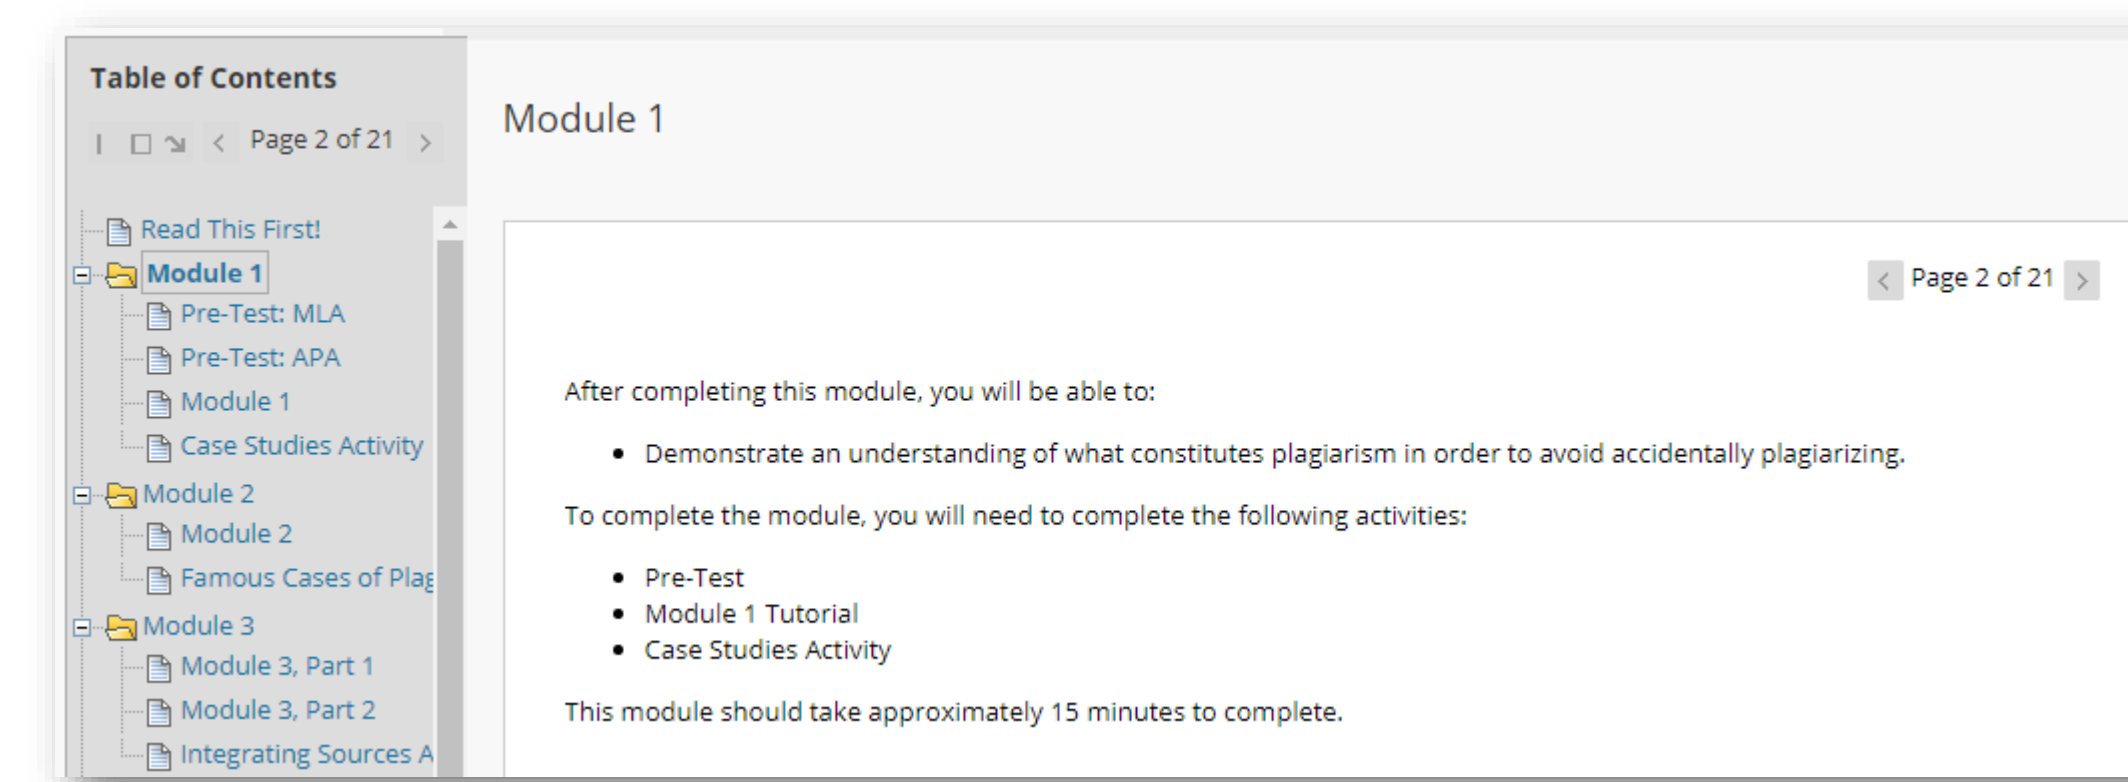 Table of Contents
Page 2 of 21
Read This First!
Module 1
Pre-Test: MLA
Pre-Test: APA
Module 1
Case Studies Activity
Module 2
Module 2
Famous Cases of
Module 3
Module 3, Part 1
Module 3, Part 2
Integrating Sources
Module 1
Page 2 of 21
After completing this module, you will be able to:
• Demonstrate an understanding of what constitutes plagiarism in order to avoid accidentally plagiarizing.
To complete the module, you will need to complete the following activities:
• Pre-Test
• Module 1 Tutorial
• Case Studies Activity
This module should take approximately 15 minutes to complete.